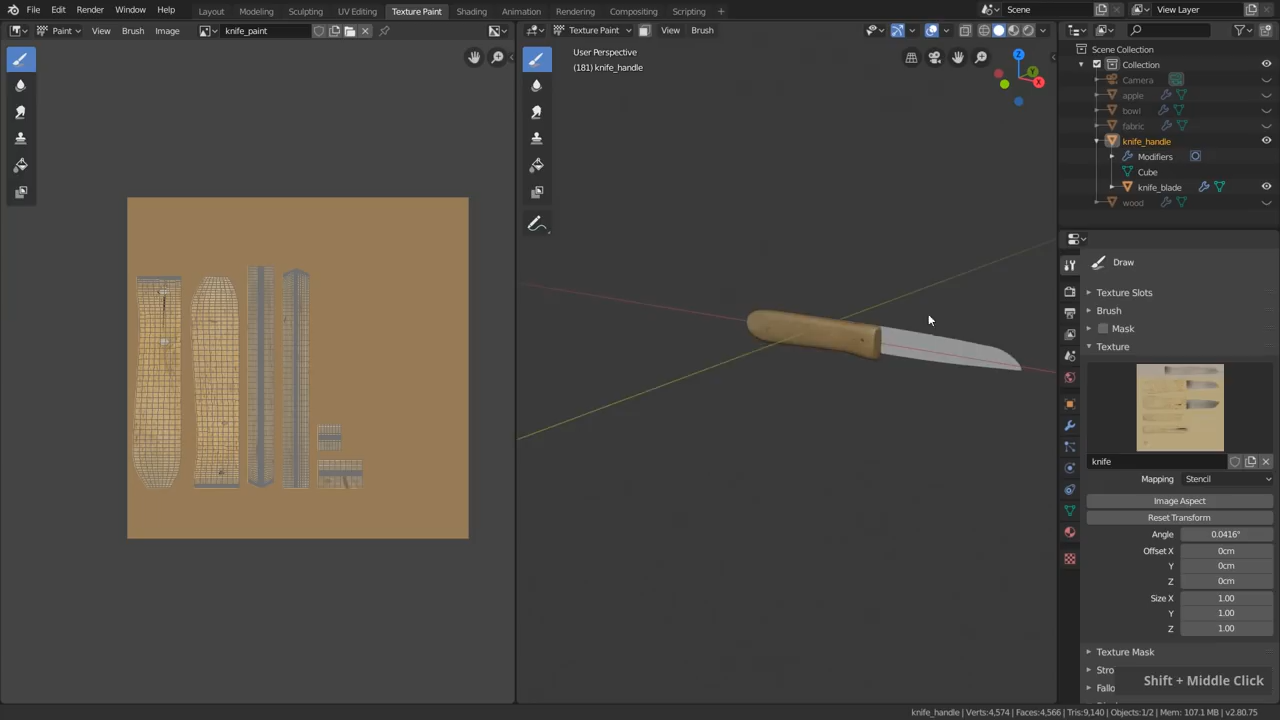 File Edit Render Window Help Layout Modeling Sculpting UV Editing Texture Paint Shading Animation Rendering Compositing Scripting + Scene View Layer
Paint View Brush Image knife_paint Texture Paint View Brush
User Perspective
(181) knife_handle
Z
Y
X
Scene Collection
Collection
Camera
apple
bowl
fabric
knife_handle
Modifiers
Cube
knife_blade
wood
Draw
Texture Slots
Brush
Mask
Texture
knife
Mapping Stencil
Image Aspect
Reset Transform
Angle 0.0416°
Offset X 0cm
Y 0cm
Z 0cm
Size X 1.00
Y 1.00
Z 1.00
Texture Mask
Stro
Fallo
Shift + Middle Click
knife_handle | Verts:4,574 | Faces:4,566 | Tris:9,140 | Objects:1/2 | Mem: 107.1 MB | v2.80.75